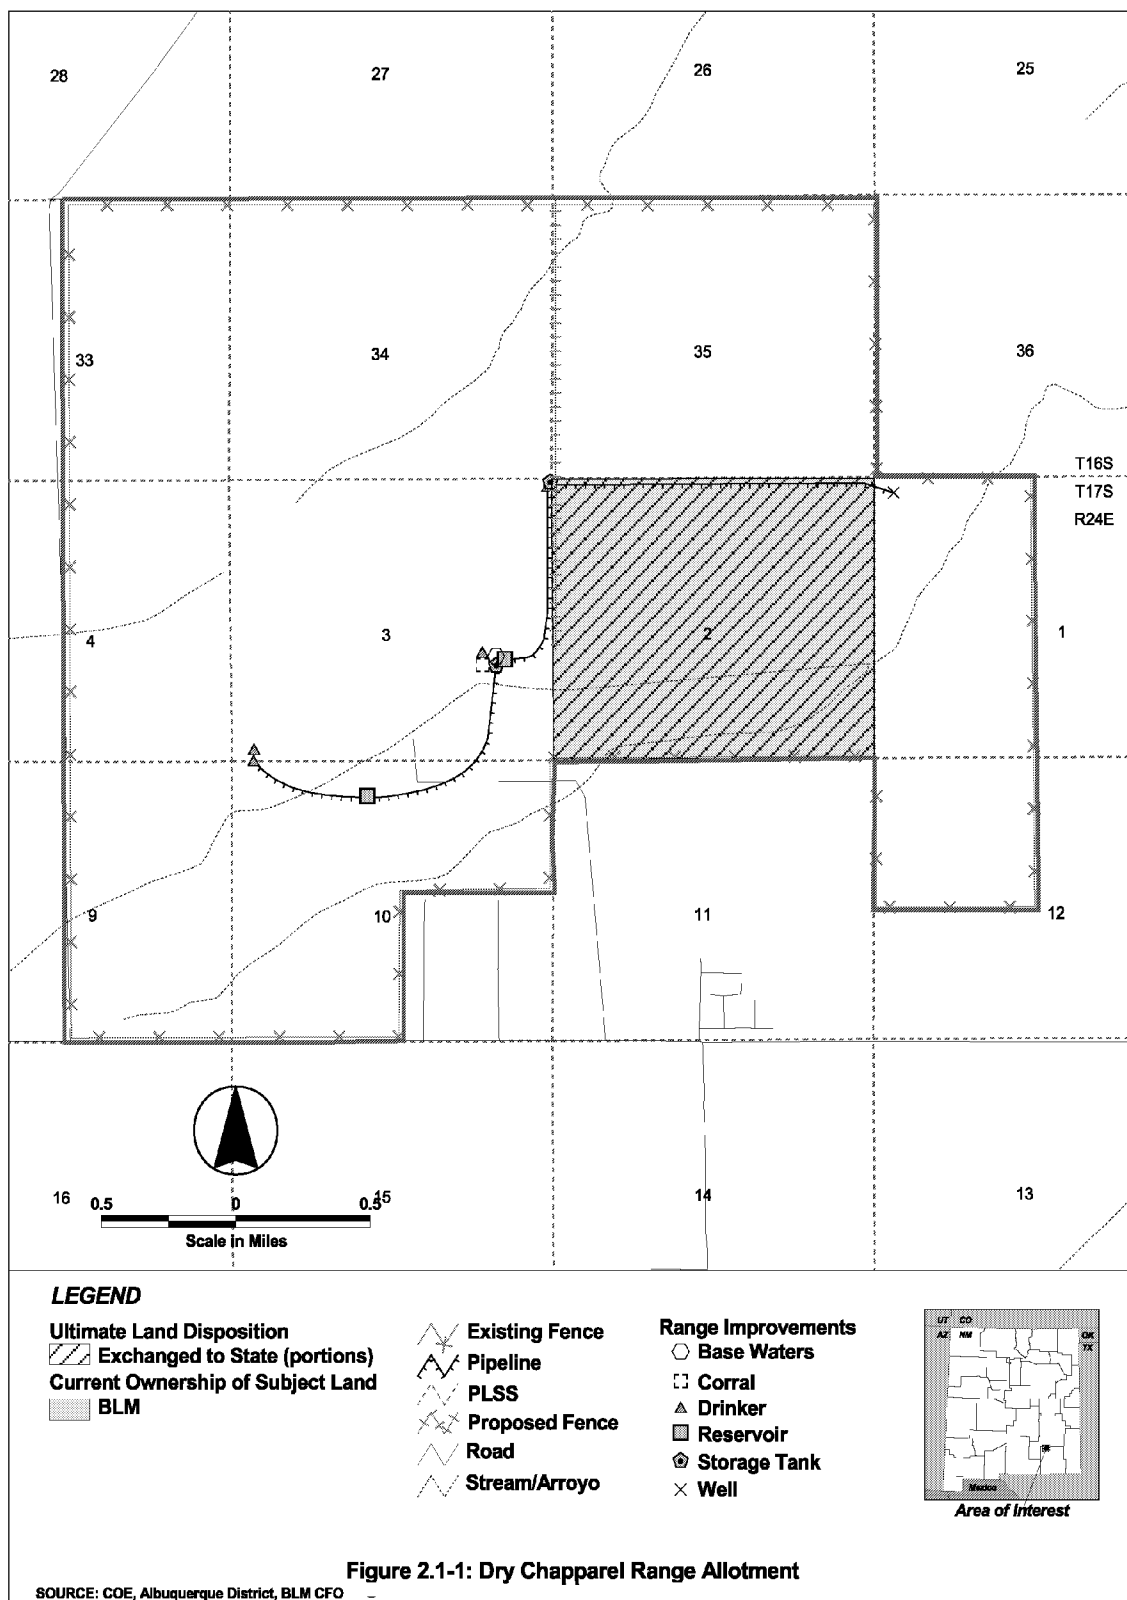 28
27
26
25
33
34
35
36
T16S
T17S
R24E
4
3
2
1
9
10
11
12
16
15
14
13
0.5 0 0.5
Scale in Miles
LEGEND
Ultimate Land Disposition
Exchanged to State (portions)
Current Ownership of Subject Land
BLM
Existing Fence
Pipeline
PLSS
Proposed Fence
Road
Stream/Arroyo
Range Improvements
Base Waters
Corral
Drinker
Reservoir
Storage Tank
Well
UT CO
AZ NM OK
TX
Mexico
Area of Interest
Figure 2.1-1: Dry Chapparel Range Allotment
SOURCE: COE, Albuquerque District, BLM CFO